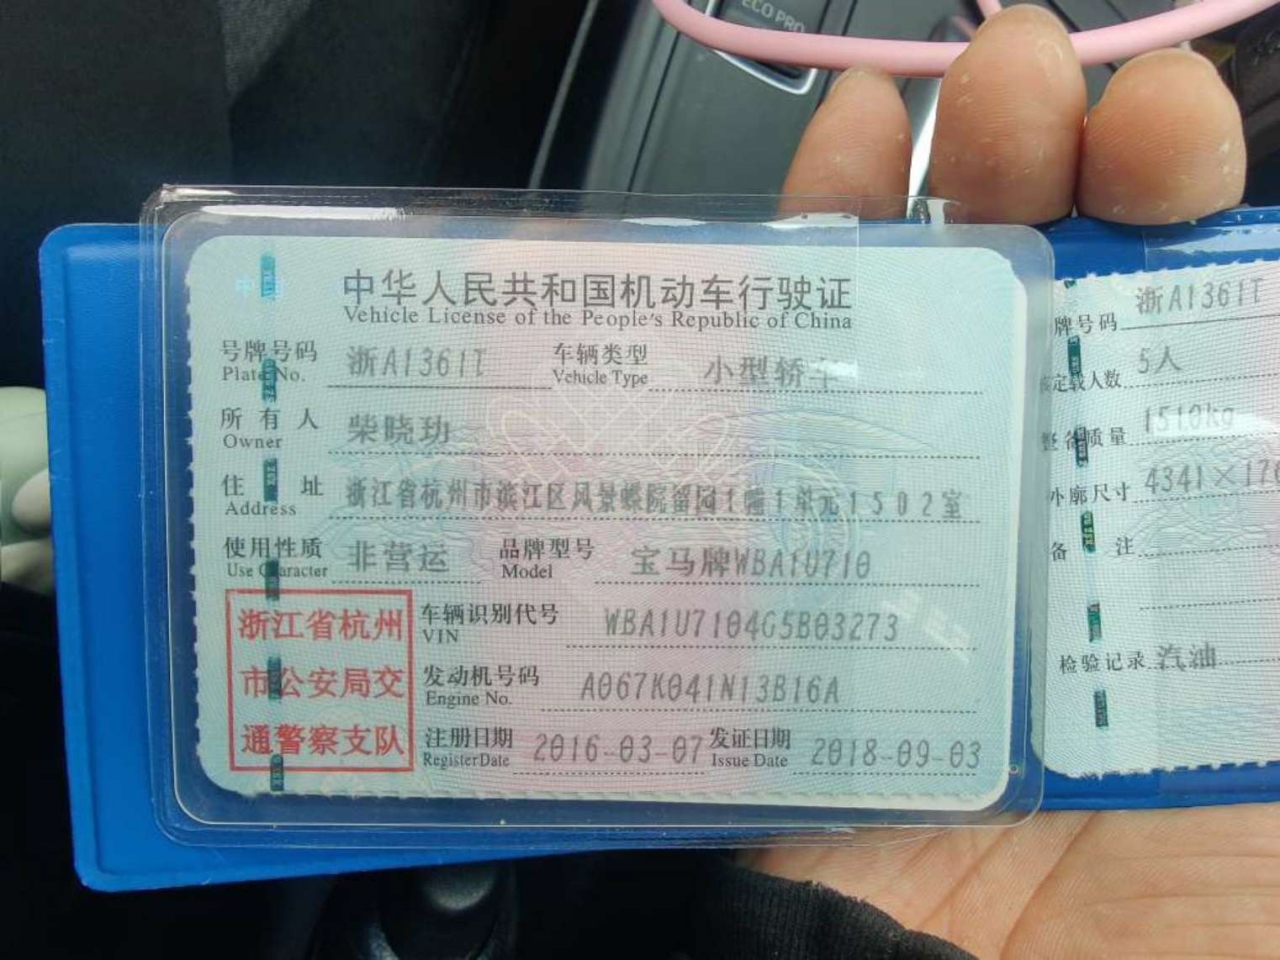 ECO PRO
中华人民共和国机动车行驶证
Vehicle License of the People's Republic of China
号牌号码 浙A1361T 车辆类型 小型轿车
Plate No. Vehicle Type
所有人 柴晓玏
Owner
住址 浙江省杭州市滨江区风景蝶院留园1幢1单元1502室
Address
使用性质 非营运 品牌型号 宝马牌WBA1U710
Use Character Model
浙江省杭州
市公安局交
通警察支队
车辆识别代号 WBA1U7104G5B03273
VIN
发动机号码 A067K041N13B16A
Engine No.
注册日期 2016-03-07 发证日期 2018-09-03
Register Date Issue Date
牌号码 浙A1361T
定载人数 5人
整备质量 1510kg
外廓尺寸 4341×17
备注
检验记录 汽油